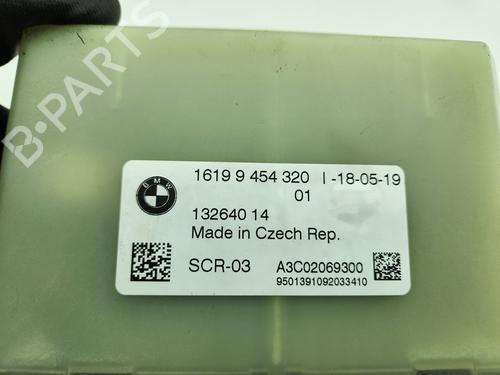 B-PARTS
BMW
1619 9 454 320 I -18-05-19
01
132640 14
Made in Czech Rep.
SCR-03 A3C02069300
9501391092033410